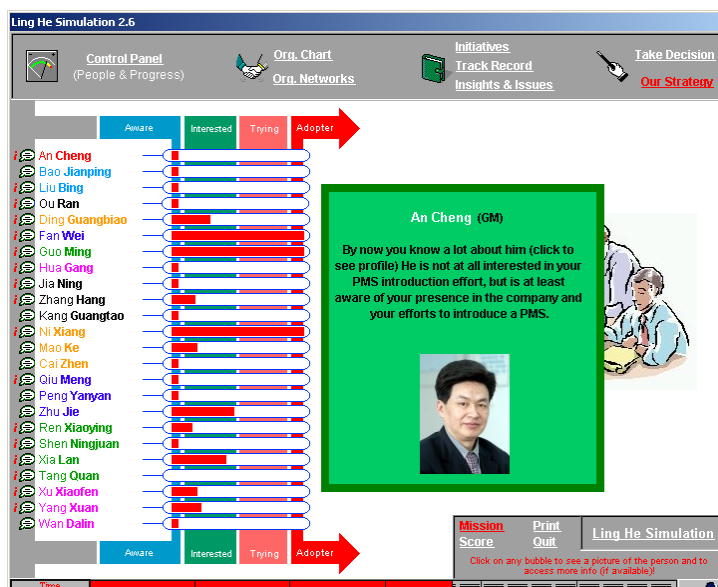 Ling He Simulation 2.6
Control Panel
(People & Progress)
Org. Chart
Org. Networks
Initiatives
Track Record
Insights & Issues
Take Decision
Our Strategy
Aware
Interested
Trying
Adopter
i An Cheng
Bao Jianping
i Liu Bing
i Ou Ran
Ding Guangbiao
i Fan Wei
i Guo Ming
i Hua Gang
i Jia Ning
i Zhang Hang
Kang Guangtao
i Ni Xiang
Mao Ke
Cai Zhen
i Qiu Meng
Peng Yanyan
Zhu Jie
i Ren Xiaoying
i Shen Ningjuan
i Xia Lan
i Tang Quan
i Xu Xiaofen
i Yang Xuan
Wan Dalin
An Cheng (GM)
By now you know a lot about him (click to
see profile) He is not at all interested in your
PMS introduction effort, but is at least
aware of your presence in the company and
your efforts to introduce a PMS.
Aware
Interested
Trying
Adopter
Mission
Print
Score
Quit
Ling He Simulation
Click on any bubble to see a picture of the person and to
access more info (if available)!
Time